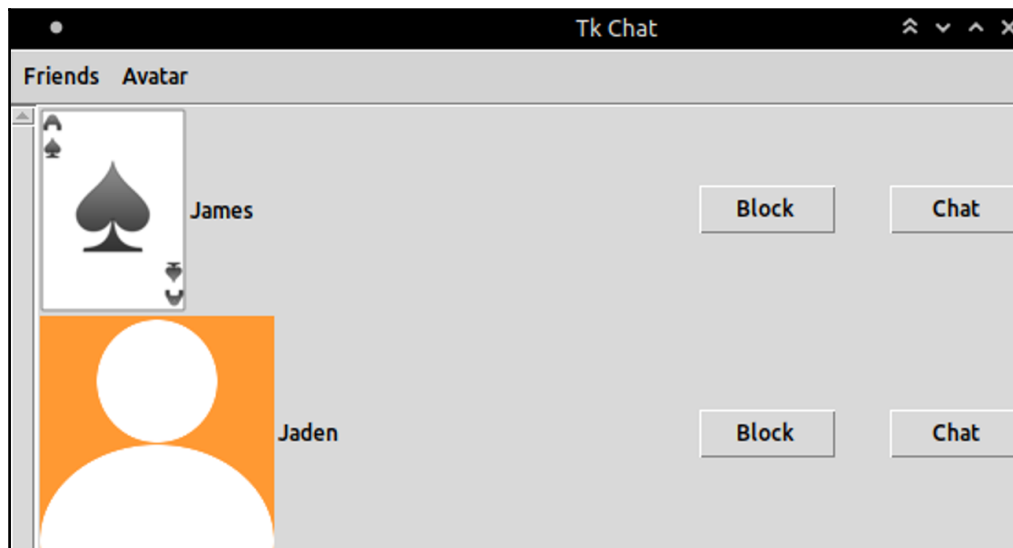 Tk Chat
Friends Avatar
A
James Block Chat
A
Jaden Block Chat